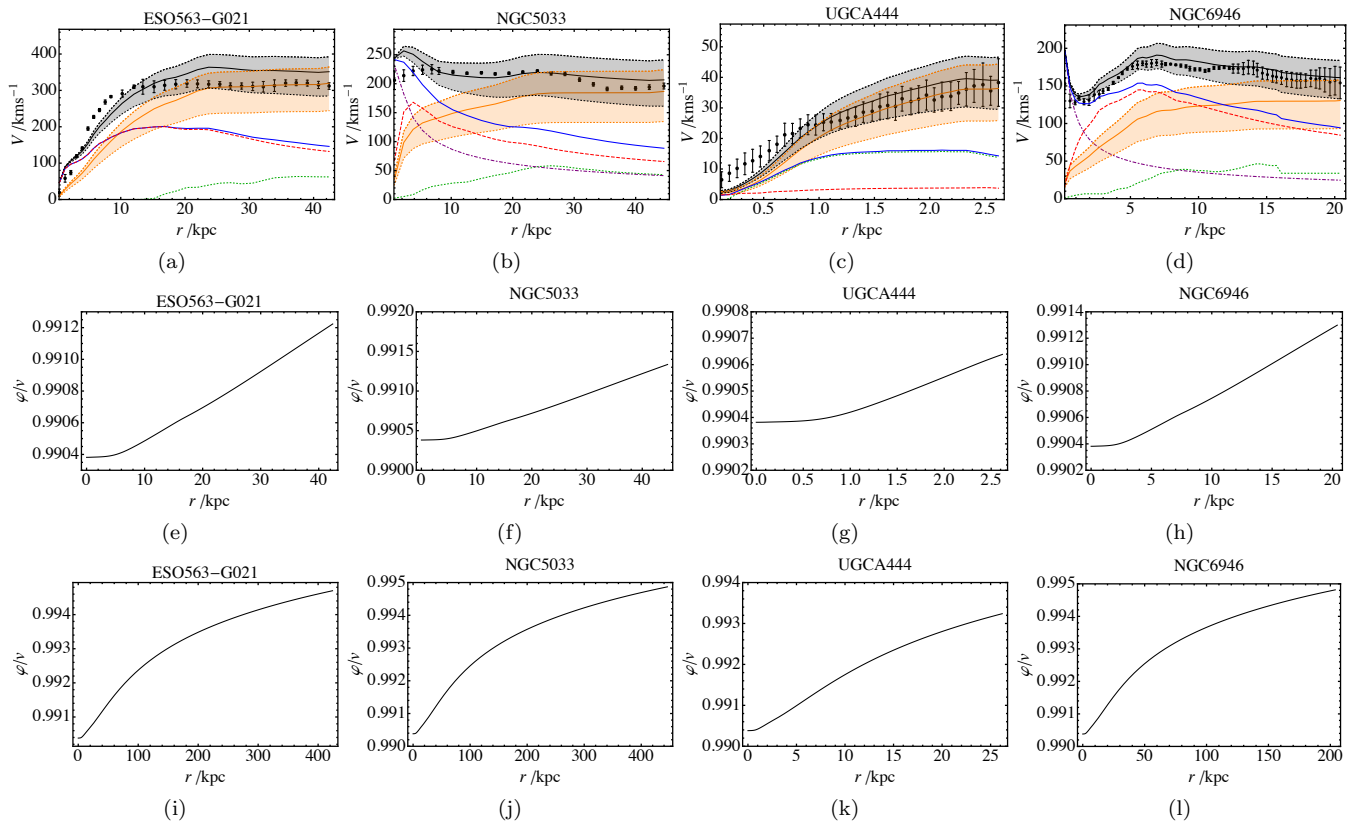 ESO563−G021
NGC5033
UGCA444
NGC6946
V /kms⁻¹
400
300
200
100
0
10
20
30
40
r /kpc
V /kms⁻¹
250
200
150
100
50
0
10
20
30
40
r /kpc
V /kms⁻¹
50
40
30
20
10
0
0.5
1.0
1.5
2.0
2.5
r /kpc
V /kms⁻¹
200
150
100
50
0
5
10
15
20
r /kpc
(a)
(b)
(c)
(d)
ESO563−G021
NGC5033
UGCA444
NGC6946
φ/v
0.9912
0.9910
0.9908
0.9906
0.9904
0
10
20
30
40
r /kpc
φ/v
0.9920
0.9915
0.9910
0.9905
0.9900
0
10
20
30
40
r /kpc
φ/v
0.9908
0.9907
0.9906
0.9905
0.9904
0.9903
0.9902
0.0
0.5
1.0
1.5
2.0
2.5
r /kpc
φ/v
0.9914
0.9912
0.9910
0.9908
0.9906
0.9904
0.9902
0
5
10
15
20
r /kpc
(e)
(f)
(g)
(h)
ESO563−G021
NGC5033
UGCA444
NGC6946
φ/v
0.994
0.993
0.992
0.991
0
100
200
300
400
r /kpc
φ/v
0.995
0.994
0.993
0.992
0.991
0.990
0
100
200
300
400
r /kpc
φ/v
0.994
0.993
0.992
0.991
0.990
0
5
10
15
20
25
r /kpc
φ/v
0.995
0.994
0.993
0.992
0.991
0.990
0
50
100
150
200
r /kpc
(i)
(j)
(k)
(l)